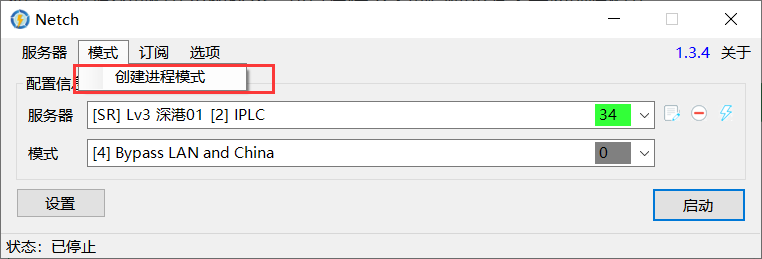 Netch
服务器 模式 订阅 选项 1.3.4 关于
创建进程模式
配置信息
服务器 [SR] Lv3 深港01 [2] IPLC 34
模式 [4] Bypass LAN and China 0
设置 启动
状态：已停止